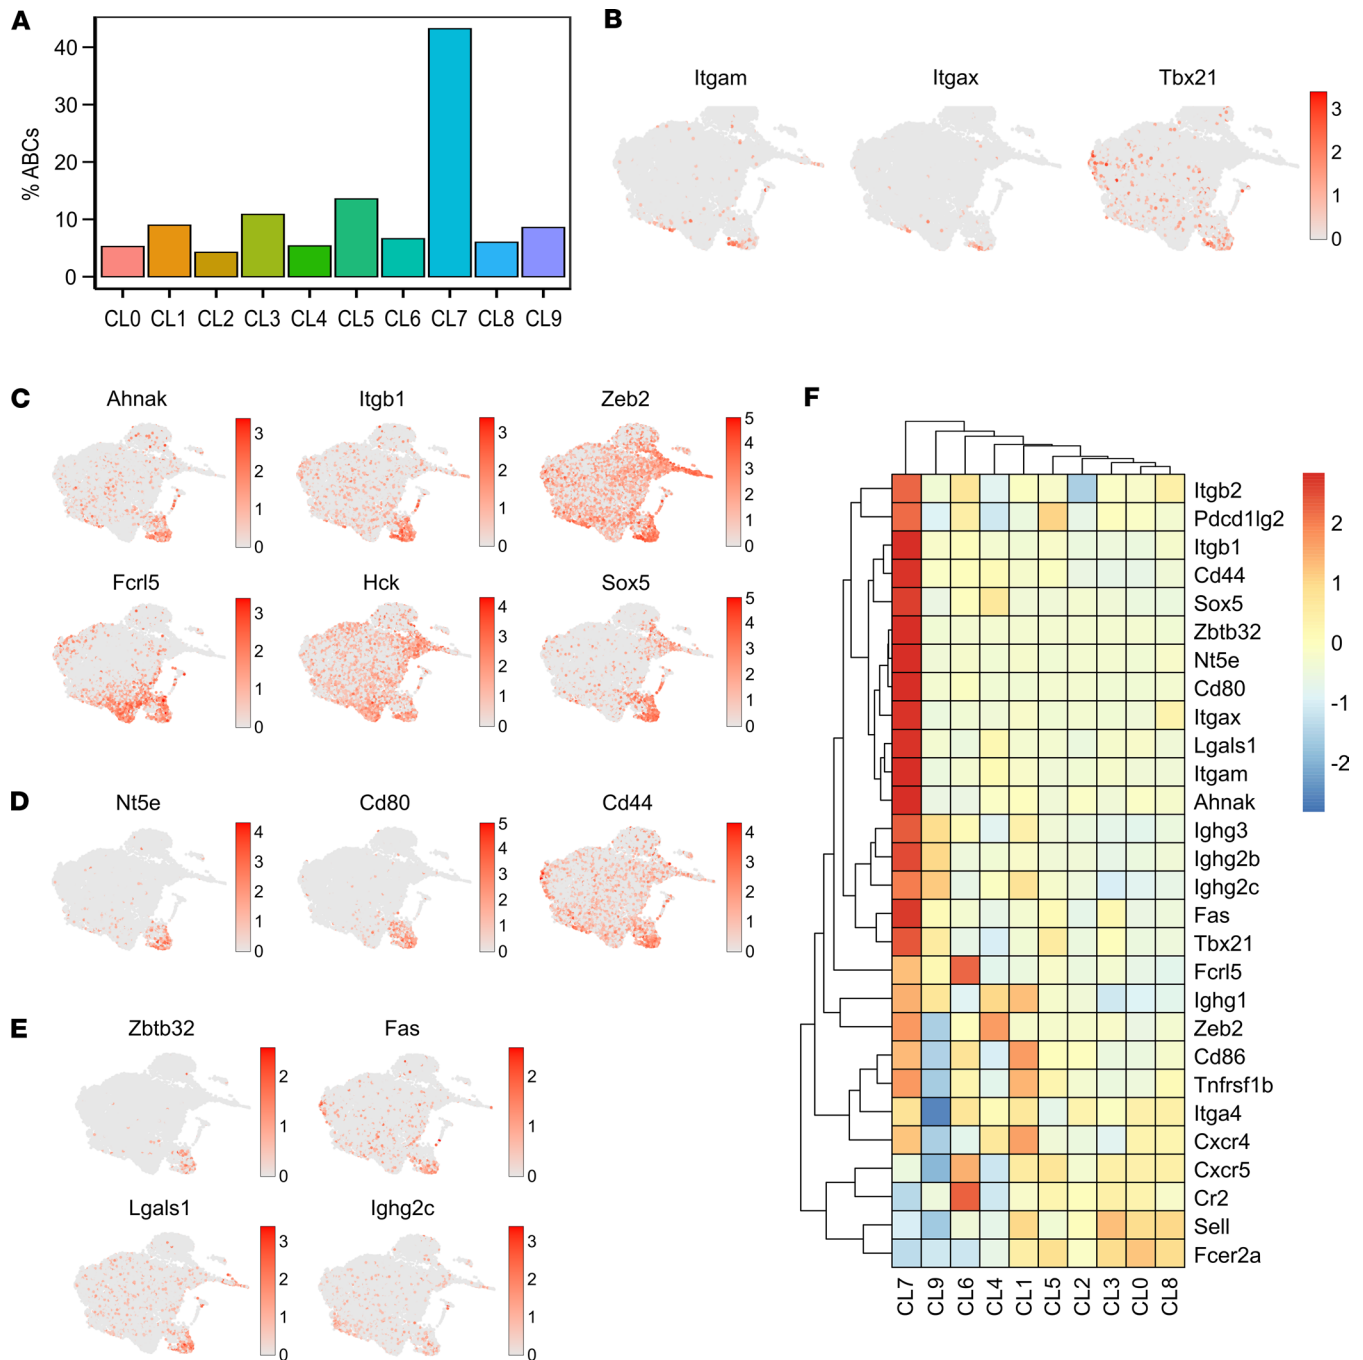 A
% ABCs
40
30
20
10
0
CL0 CL1 CL2 CL3 CL4 CL5 CL6 CL7 CL8 CL9
B
Itgam Itgax Tbx21
3
2
1
0
C
Ahnak Itgb1 Zeb2
3
2
1
0
3
2
1
0
5
4
3
2
1
0
Fcrl5 Hck Sox5
3
2
1
0
4
3
2
1
0
5
4
3
2
1
0
D
Nt5e Cd80 Cd44
4
3
2
1
0
5
4
3
2
1
0
4
3
2
1
0
E
Zbtb32 Fas
2
1
0
2
1
0
Lgals1 Ighg2c
3
2
1
0
3
2
1
0
F
Itgb2
Pdcd1lg2
Itgb1
Cd44
Sox5
Zbtb32
Nt5e
Cd80
Itgax
Lgals1
Itgam
Ahnak
Ighg3
Ighg2b
Ighg2c
Fas
Tbx21
Fcrl5
Ighg1
Zeb2
Cd86
Tnfrsf1b
Itga4
Cxcr4
Cxcr5
Cr2
Sell
Fcer2a
CL7 CL9 CL6 CL4 CL1 CL5 CL2 CL3 CL0 CL8
2
1
0
-1
-2